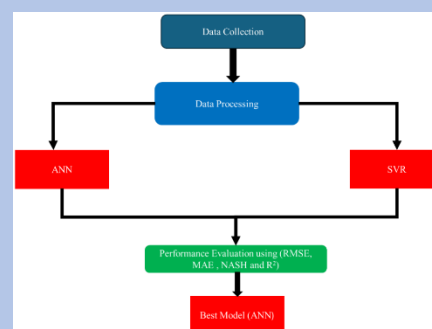 Data Collection
Data Processing
ANN
SVR
Performance Evaluation using (RMSE,
MAE , NASH and R²)
Best Model (ANN)